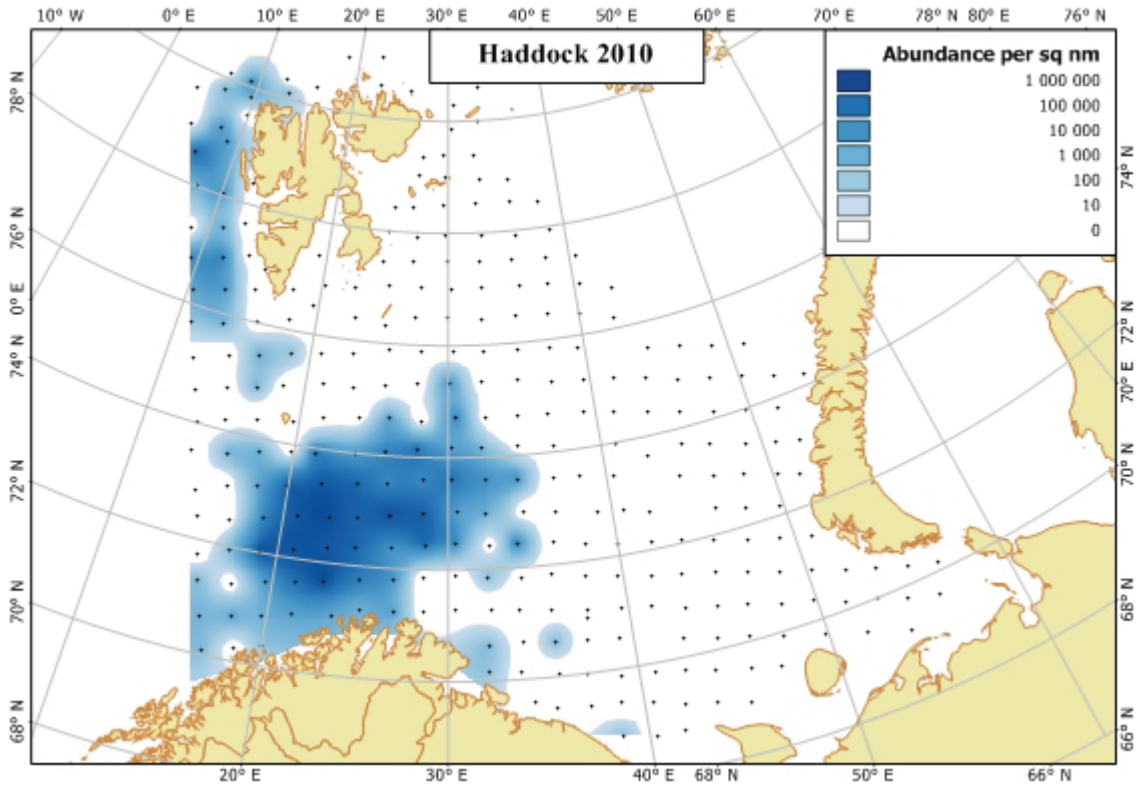 10° W 0° E 10° E 20° E 30° E 40° E 50° E 60° N 70° E 78° N 80° E 76° N
Haddock 2010
Abundance per sq nm
1 000 000
100 000
10 000
1 000
100
10
0
78° N
76° N
0° E
74° N
72° N
70° N
68° N
74° N
72° N
70° E
70° N
68° N
66° N
20° E 30° E 40° E 68° N 50° E 66° N